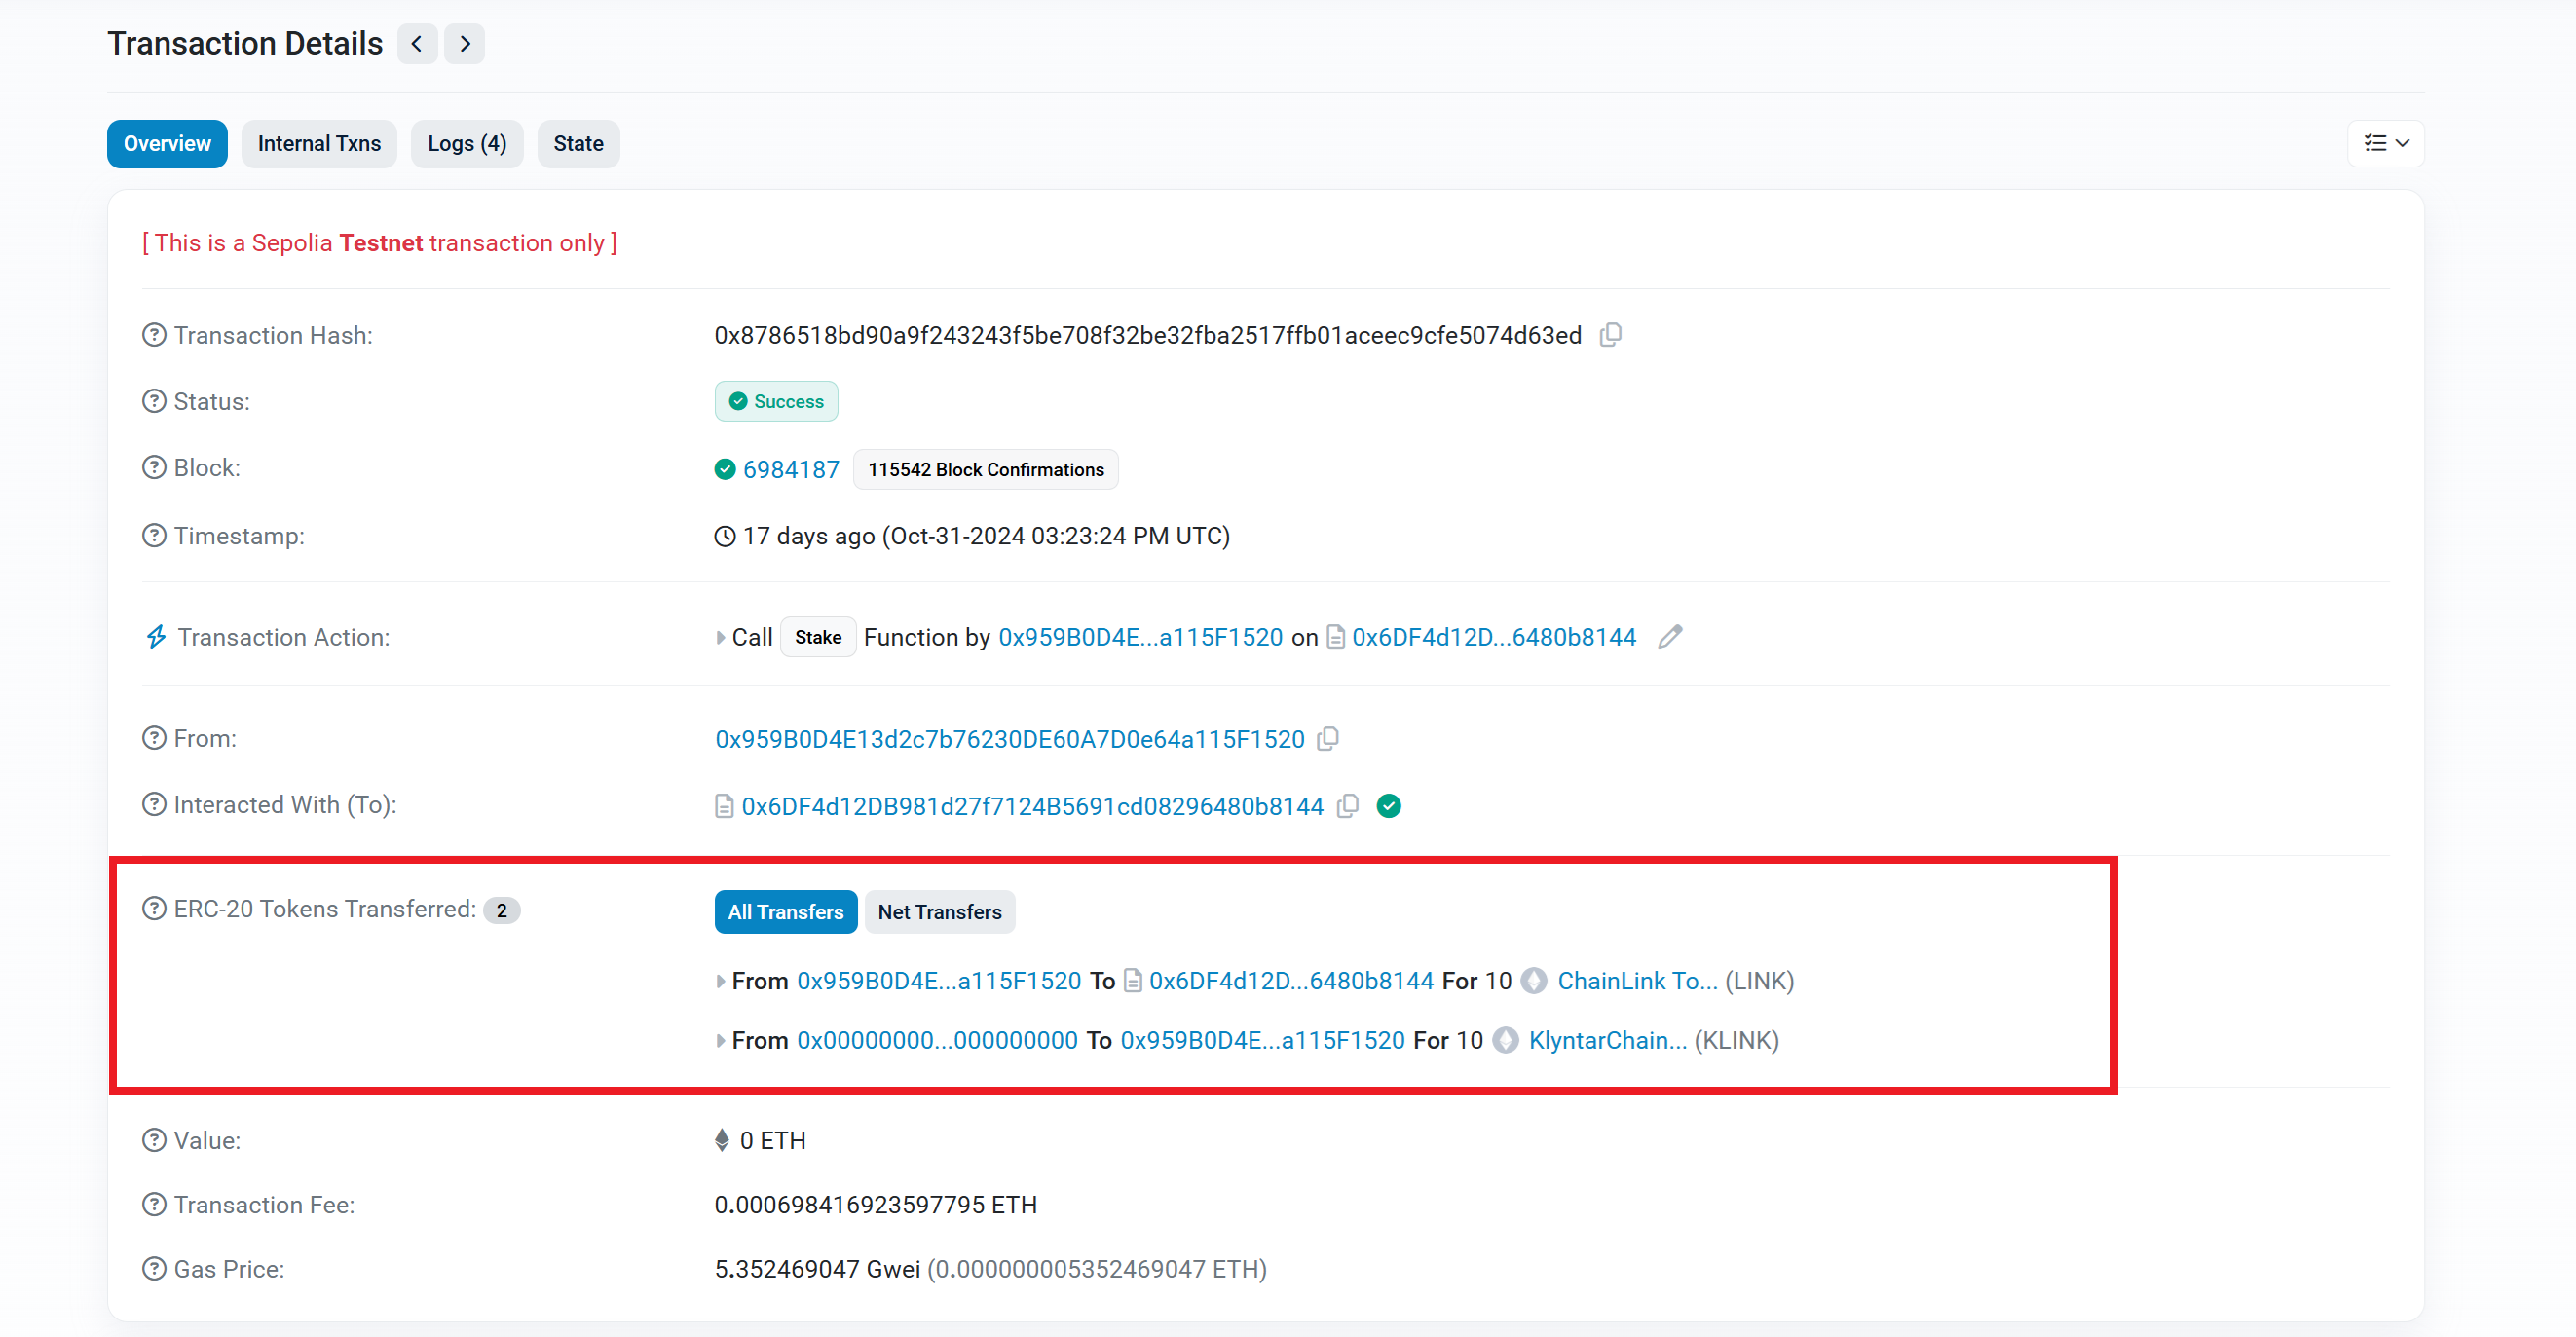 Transaction Details
Overview Internal Txns Logs (4) State
[ This is a Sepolia Testnet transaction only ]
Transaction Hash: 0x8786518bd90a9f243243f5be708f32be32fba2517ffb01aceec9cfe5074d63ed
Status: Success
Block: 6984187 115542 Block Confirmations
Timestamp: 17 days ago (Oct-31-2024 03:23:24 PM UTC)
Transaction Action: Call Stake Function by 0x959B0D4E...a115F1520 on 0x6DF4d12D...6480b8144
From: 0x959B0D4E13d2c7b76230DE60A7D0e64a115F1520
Interacted With (To): 0x6DF4d12DB981d27f7124B5691cd08296480b8144
ERC-20 Tokens Transferred: 2 All Transfers Net Transfers
From 0x959B0D4E...a115F1520 To 0x6DF4d12D...6480b8144 For 10 ChainLink To... (LINK)
From 0x00000000...000000000 To 0x959B0D4E...a115F1520 For 10 KlyntarChain... (KLINK)
Value: 0 ETH
Transaction Fee: 0.000698416923597795 ETH
Gas Price: 5.352469047 Gwei (0.000000005352469047 ETH)